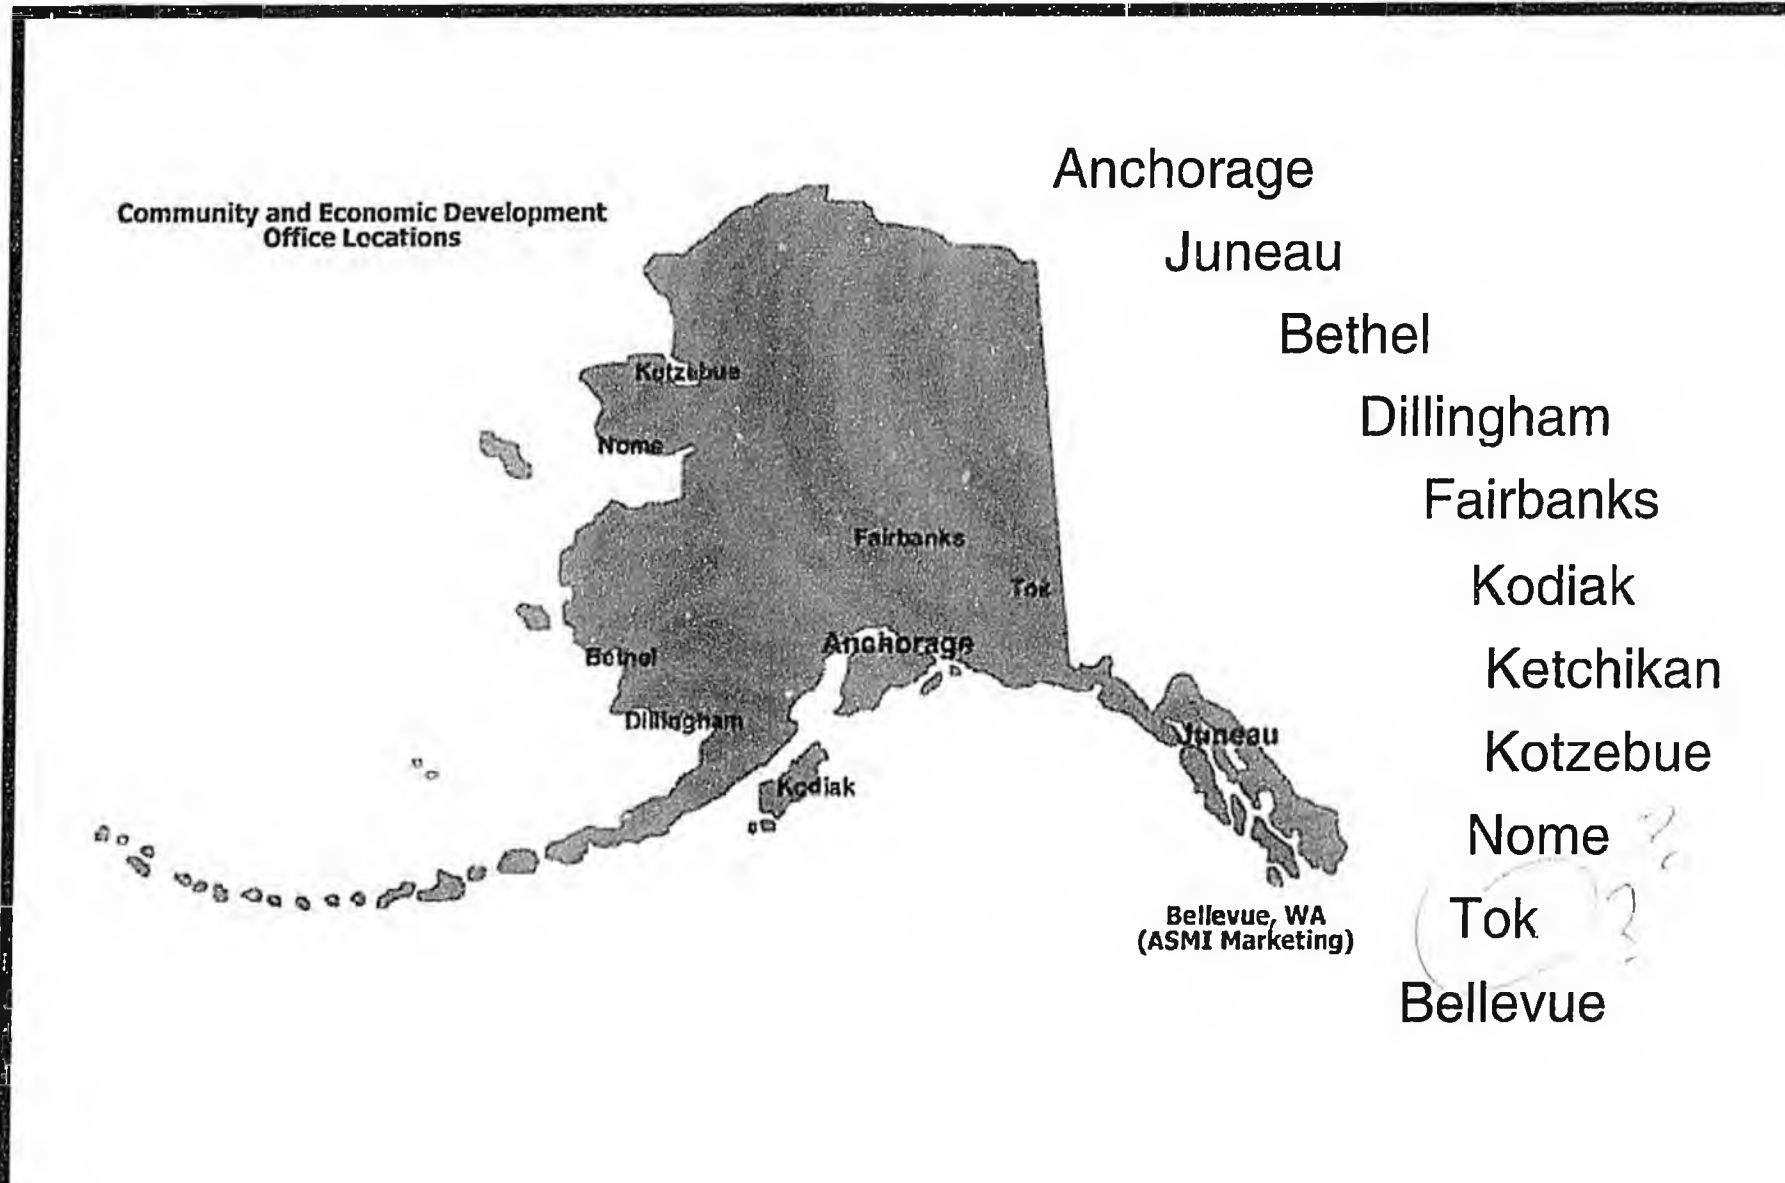 Community and Economic Development
Office Locations
Kotzebue
Nome
Fairbanks
Tok
Anchorage
Bethel
Dillingham
Juneau
Kodiak
Bellevue, WA
(ASMI Marketing)
Anchorage
Juneau
Bethel
Dillingham
Fairbanks
Kodiak
Ketchikan
Kotzebue
Nome ?
Tok ?
Bellevue